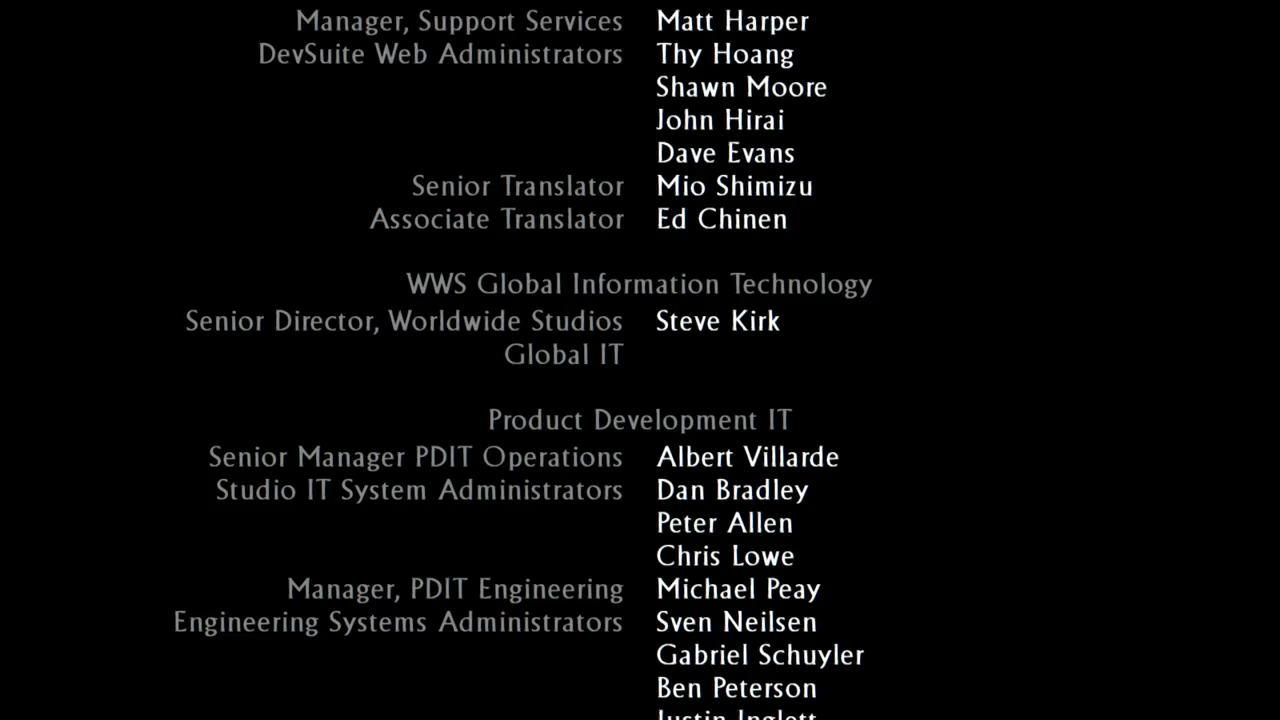 Manager, Support Services Matt Harper
DevSuite Web Administrators Thy Hoang
Shawn Moore
John Hirai
Dave Evans
Senior Translator Mio Shimizu
Associate Translator Ed Chinen
WWS Global Information Technology
Senior Director, Worldwide Studios Steve Kirk
Global IT
Product Development IT
Senior Manager PDIT Operations Albert Villarde
Studio IT System Administrators Dan Bradley
Peter Allen
Chris Lowe
Manager, PDIT Engineering Michael Peay
Engineering Systems Administrators Sven Neilsen
Gabriel Schuyler
Ben Peterson
Justin Inglett